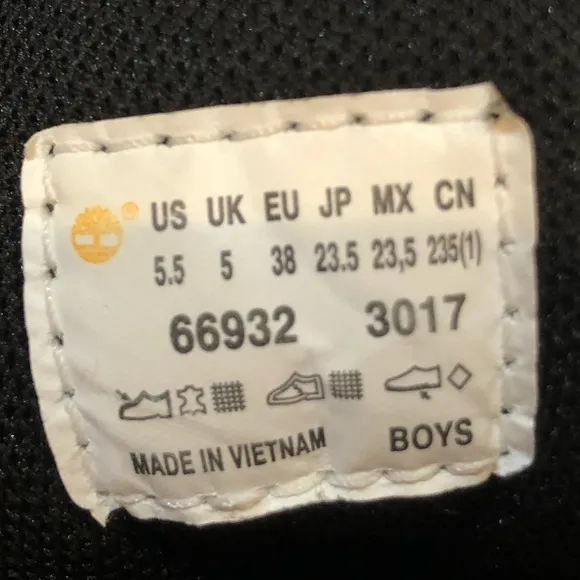 US UK EU JP MX CN
5.5 5 38 23.5 23,5 235(1)
66932 3017
MADE IN VIETNAM BOYS